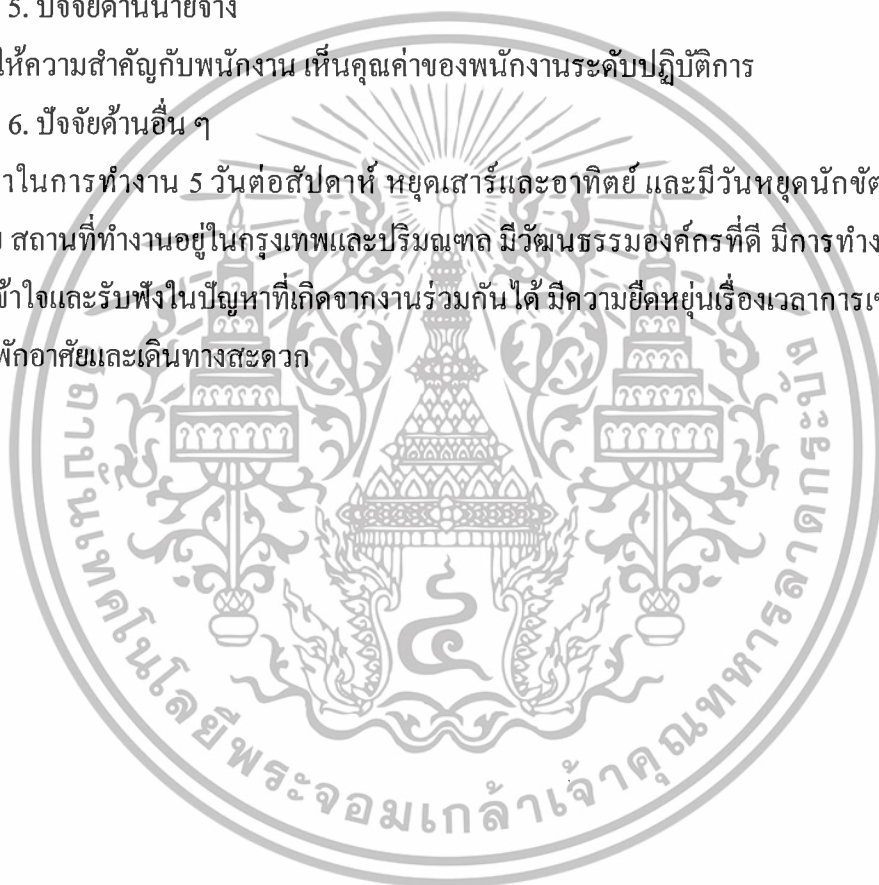 5. ปัจจัยด้านนายจ้าง
ให้ความสำคัญกับพนักงาน เห็นคุณค่าของพนักงานระดับปฏิบัติการ
6. ปัจจัยด้านอื่น ๆ
าในการทำงาน 5 วันต่อสัปดาห์ หยุดเสาร์และอาทิตย์ และมีวันหยุดนักขัต
สถานที่ทำงานอยู่ในกรุงเทพและปริมณฑล มีวัฒนธรรมองค์กรที่ดี มีการทำง
ข้าใจและรับฟังในปัญหาที่เกิดจากงานร่วมกันได้ มีความยืดหยุ่นเรื่องเวลาการเข
พักอาศัยและเดินทางสะดวก
สถาบันเทคโนโลยีพระจอมเกล้าเจ้าคุณทหารลาดกระบัง